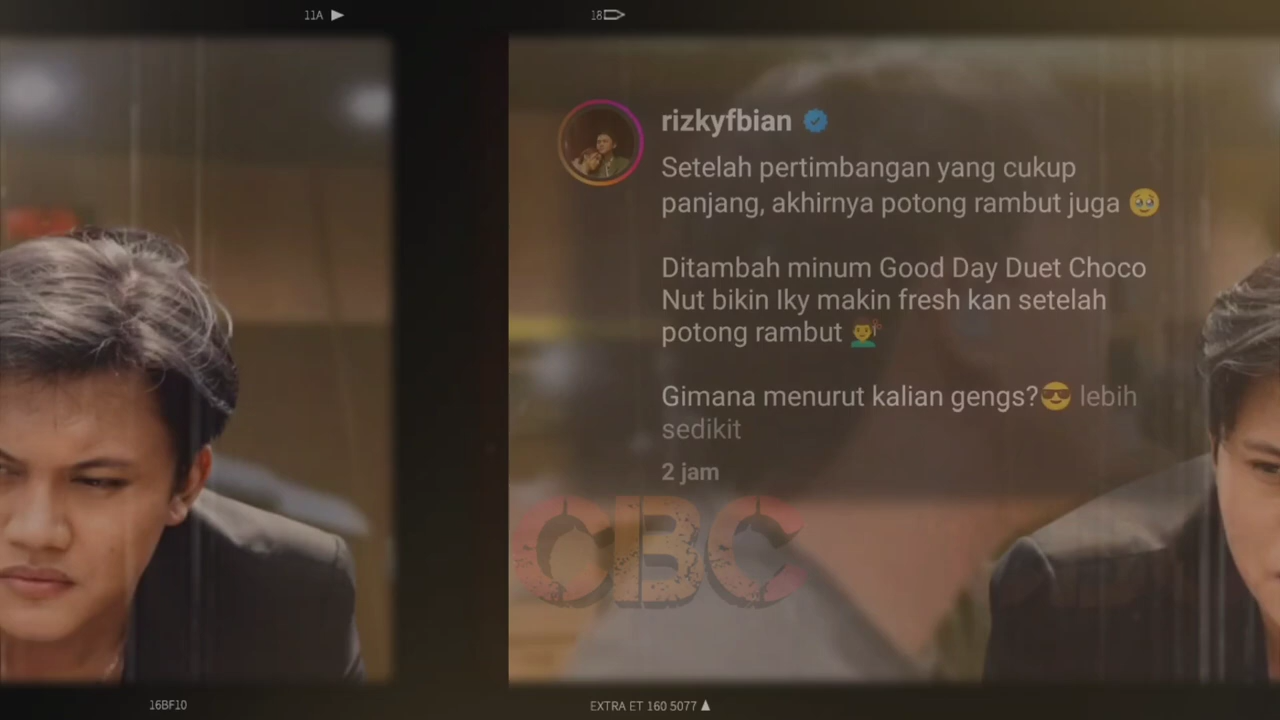 11A
18
rizkyfbian
Setelah pertimbangan yang cukup
panjang, akhirnya potong rambut juga 🥹
Ditambah minum Good Day Duet Choco
Nut bikin Iky makin fresh kan setelah
potong rambut 💇‍♂️
Gimana menurut kalian gengs?😎 lebih
sedikit
2 jam
CBC
16BF10
EXTRA ET 160 5077